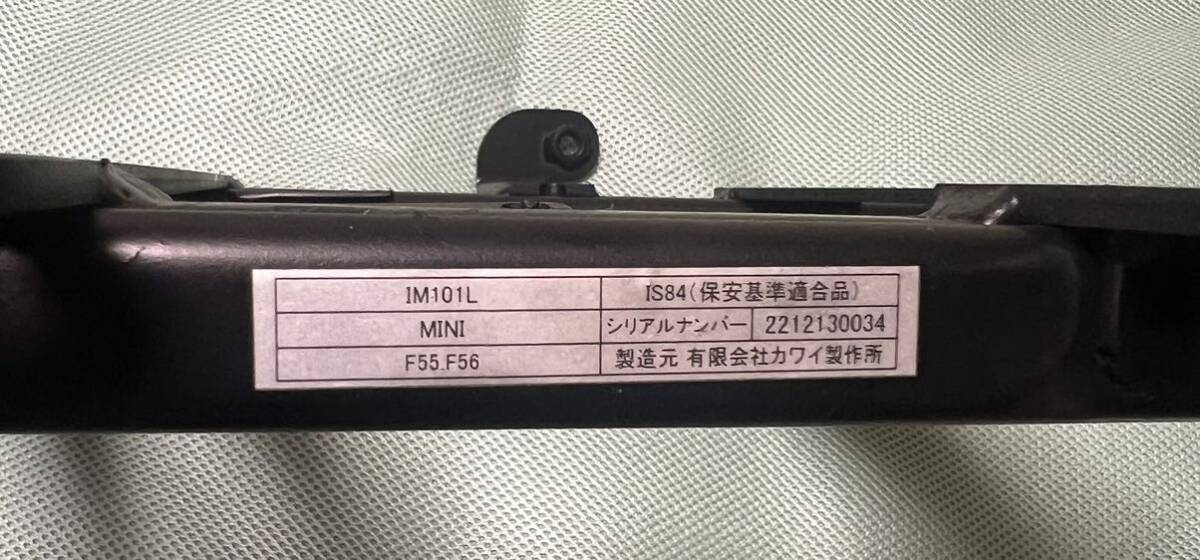 IM101L IS84(保安基準適合品)
MINI シリアルナンバー 2212130034
F55.F56 製造元 有限会社カワイ製作所